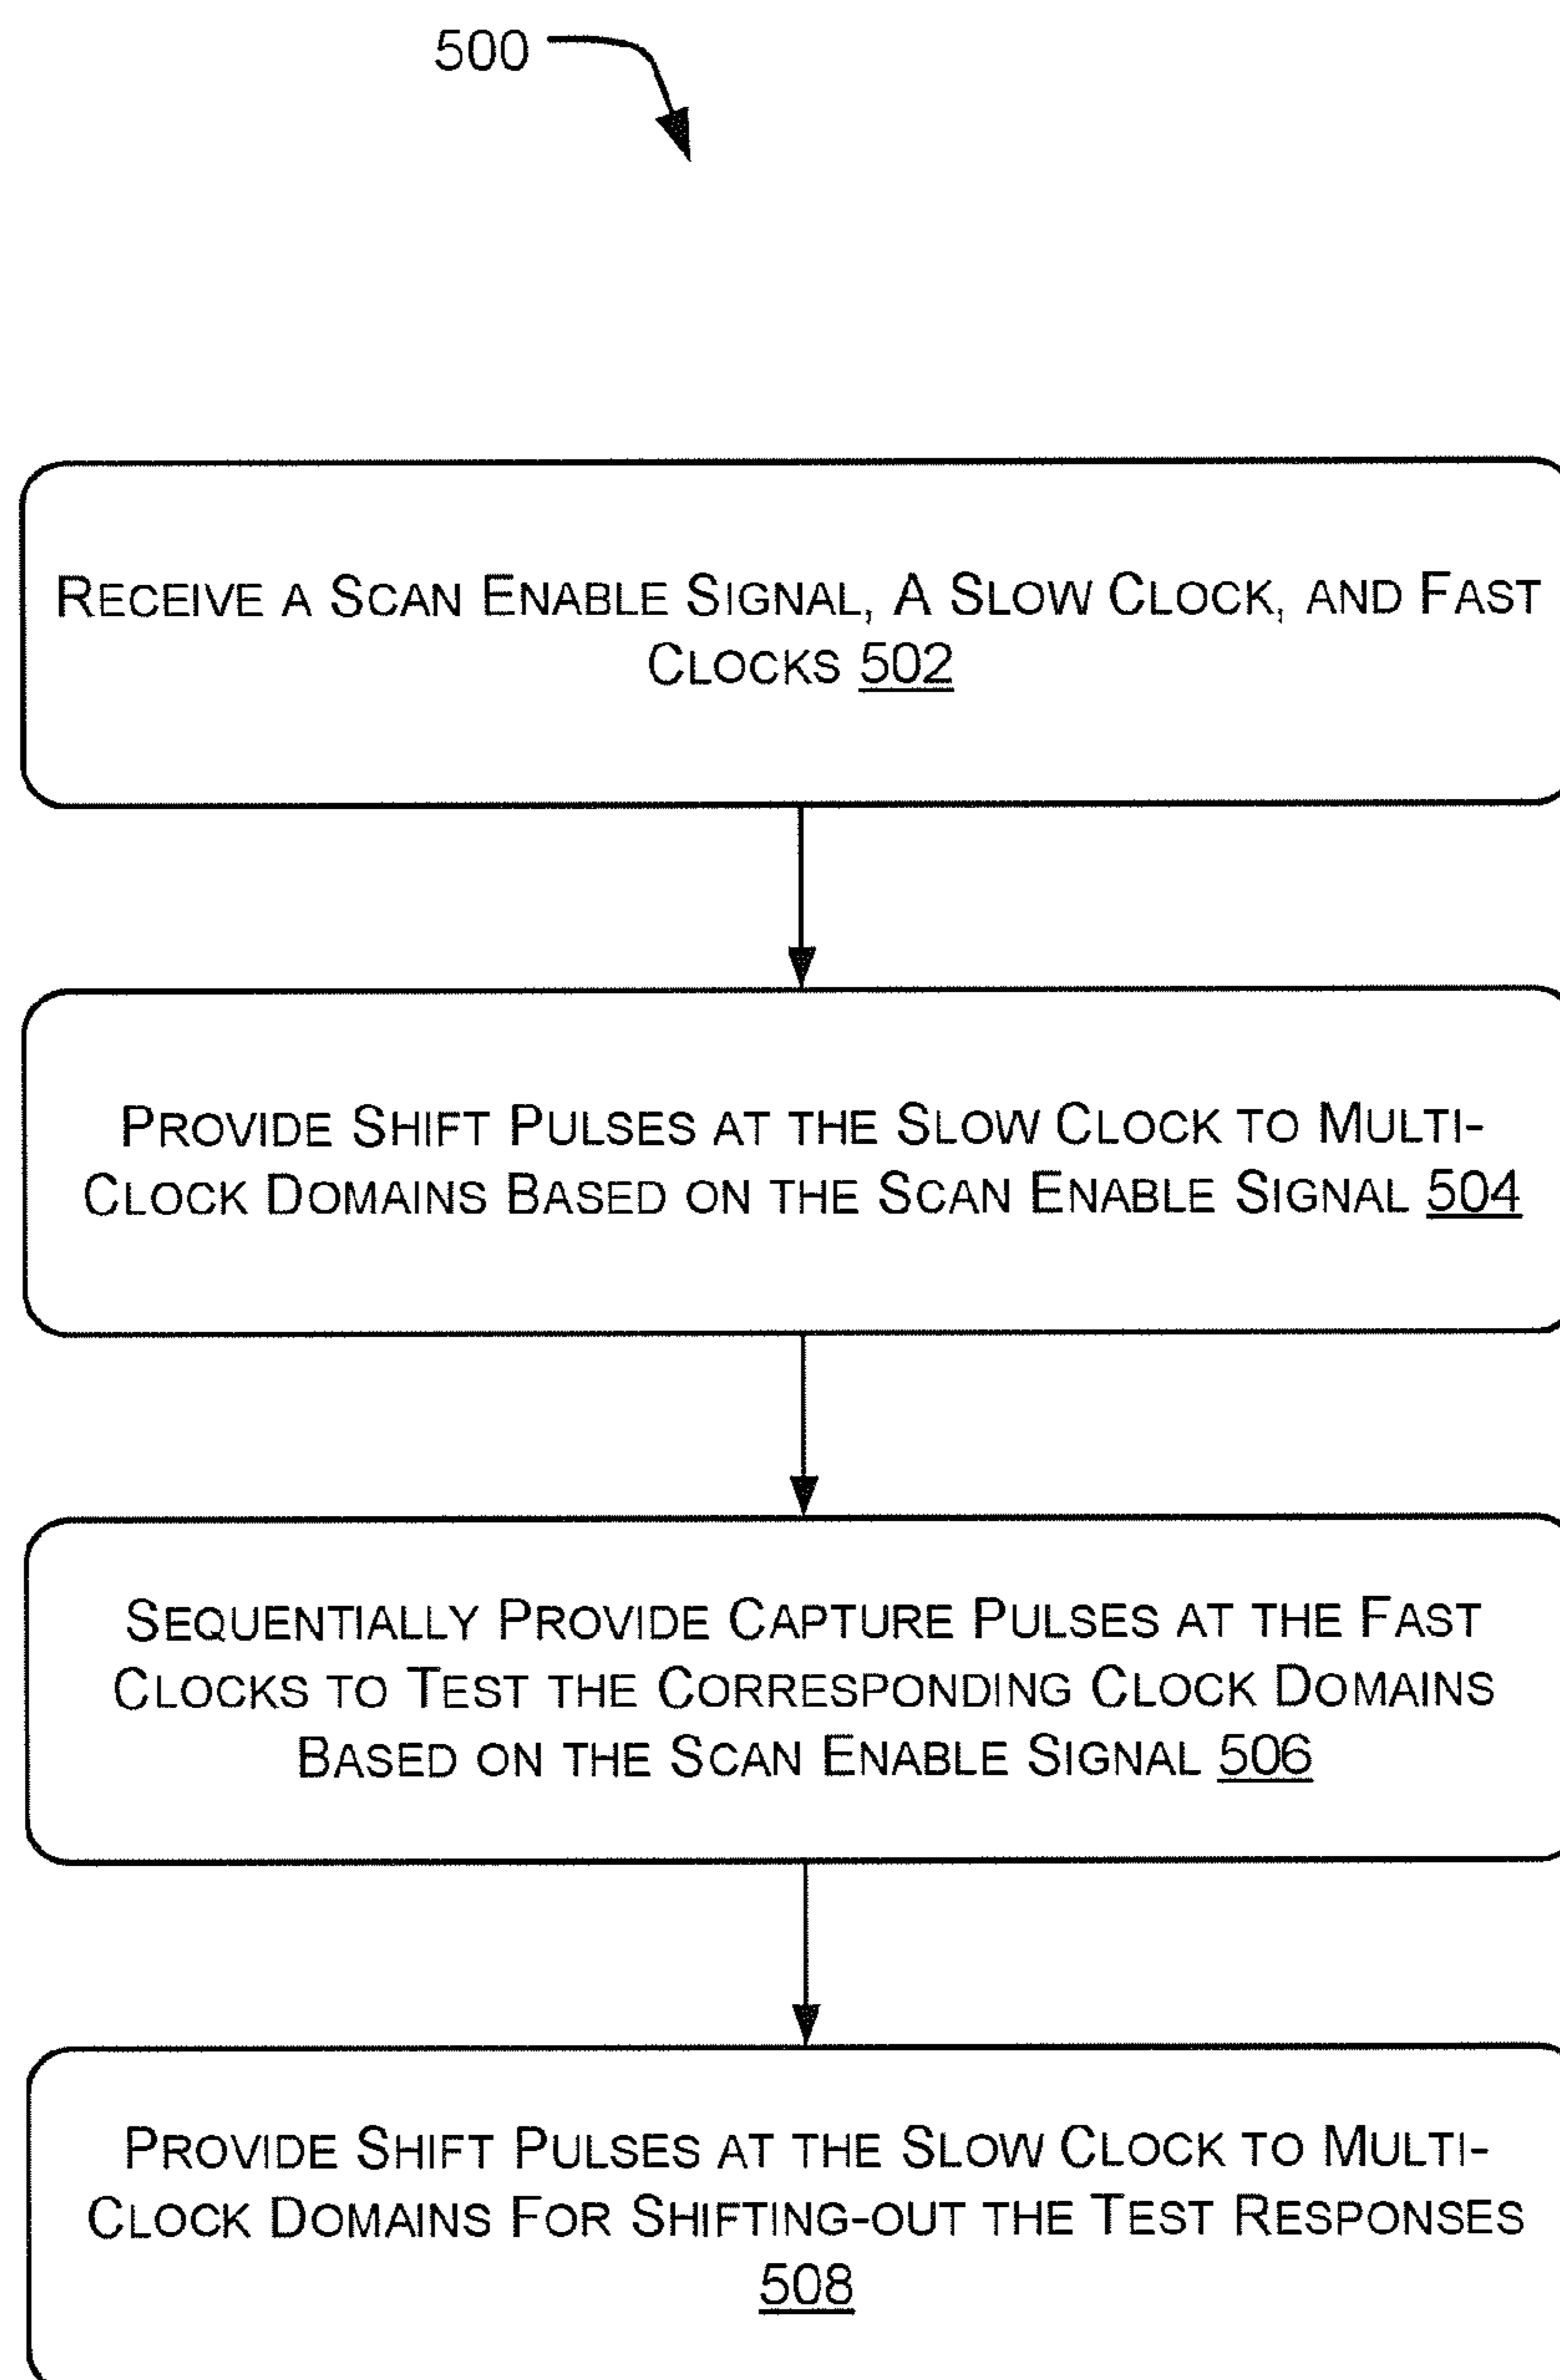 500
RECEIVE A SCAN ENABLE SIGNAL, A SLOW CLOCK, AND FAST
CLOCKS 502
PROVIDE SHIFT PULSES AT THE SLOW CLOCK TO MULTI-
CLOCK DOMAINS BASED ON THE SCAN ENABLE SIGNAL 504
SEQUENTIALLY PROVIDE CAPTURE PULSES AT THE FAST
CLOCKS TO TEST THE CORRESPONDING CLOCK DOMAINS
BASED ON THE SCAN ENABLE SIGNAL 506
PROVIDE SHIFT PULSES AT THE SLOW CLOCK TO MULTI-
CLOCK DOMAINS FOR SHIFTING-OUT THE TEST RESPONSES
508